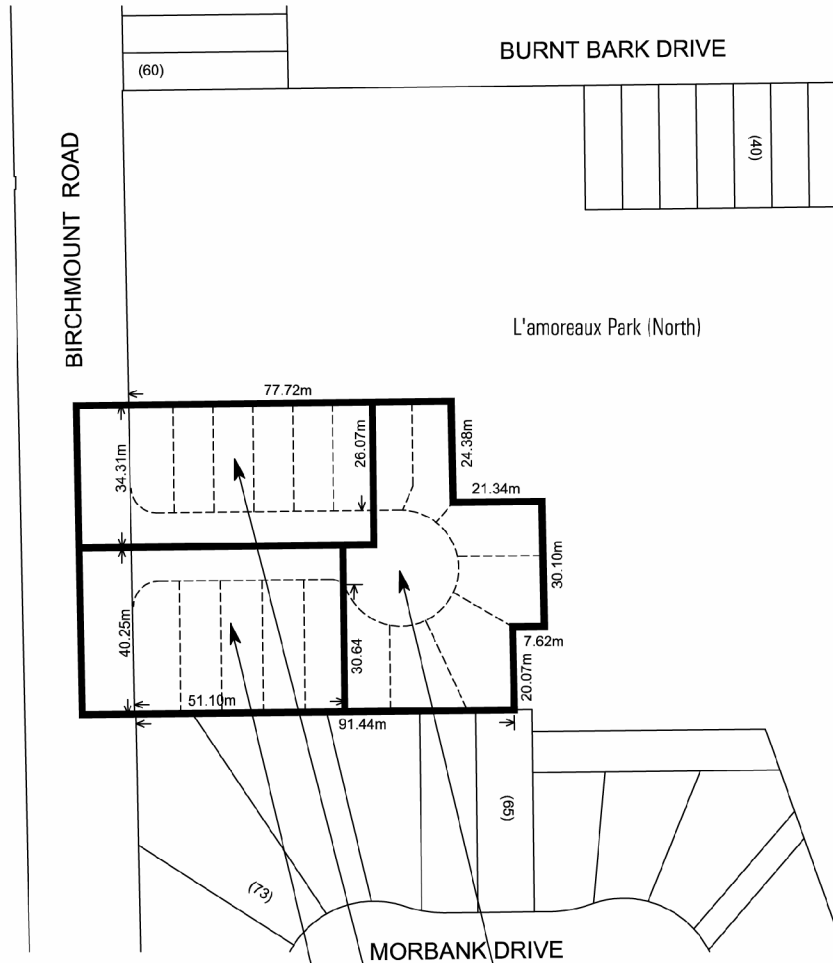 BURNT BARK DRIVE
(60)
(40)
BIRCHMOUNT ROAD
L'amoreaux Park (North)
77.72m
34.31m
26.07m
24.38m
21.34m
30.10m
40.25m
30.64
7.62m
20.07m
51.10m
91.44m
(65)
(73)
MORBANK DRIVE